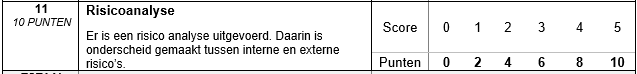 11
10 PUNTEN
Risicoanalyse
Er is een risico analyse uitgevoerd. Daarin is
onderscheid gemaakt tussen interne en externe
risico's.
Score 0 1 2 3 4 5
Punten 0 2 4 6 8 10